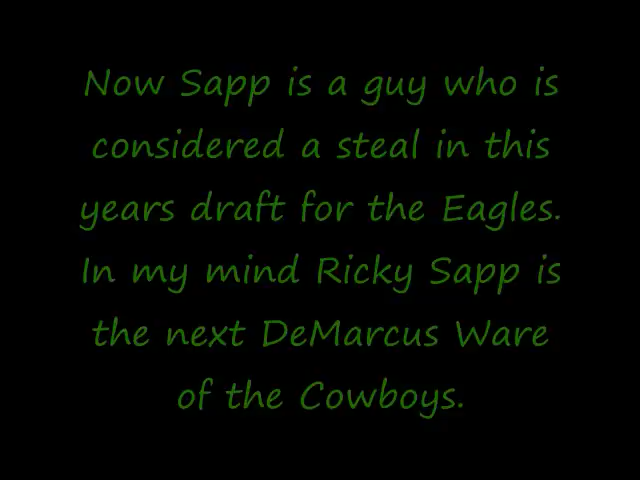 Now Sapp is a guy who is
considered a steal in this
years draft for the Eagles.
In my mind Ricky Sapp is
the next DeMarcus Ware
of the Cowboys.